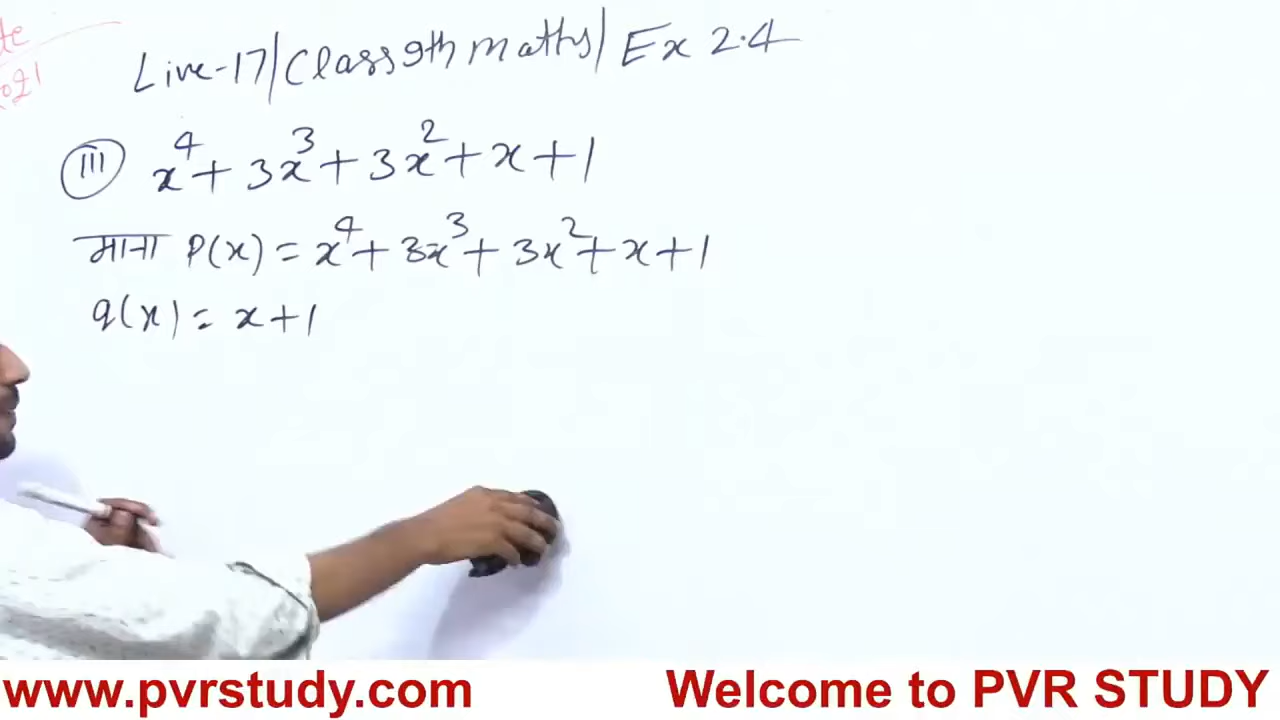 Live-17/Class 9th maths/ Ex 2.4
III x⁴+3x³+3x²+x+1
माना P(x)=x⁴+3x³+3x²+x+1
q(x)=x+1
www.pvrstudy.com
Welcome to PVR STUDY